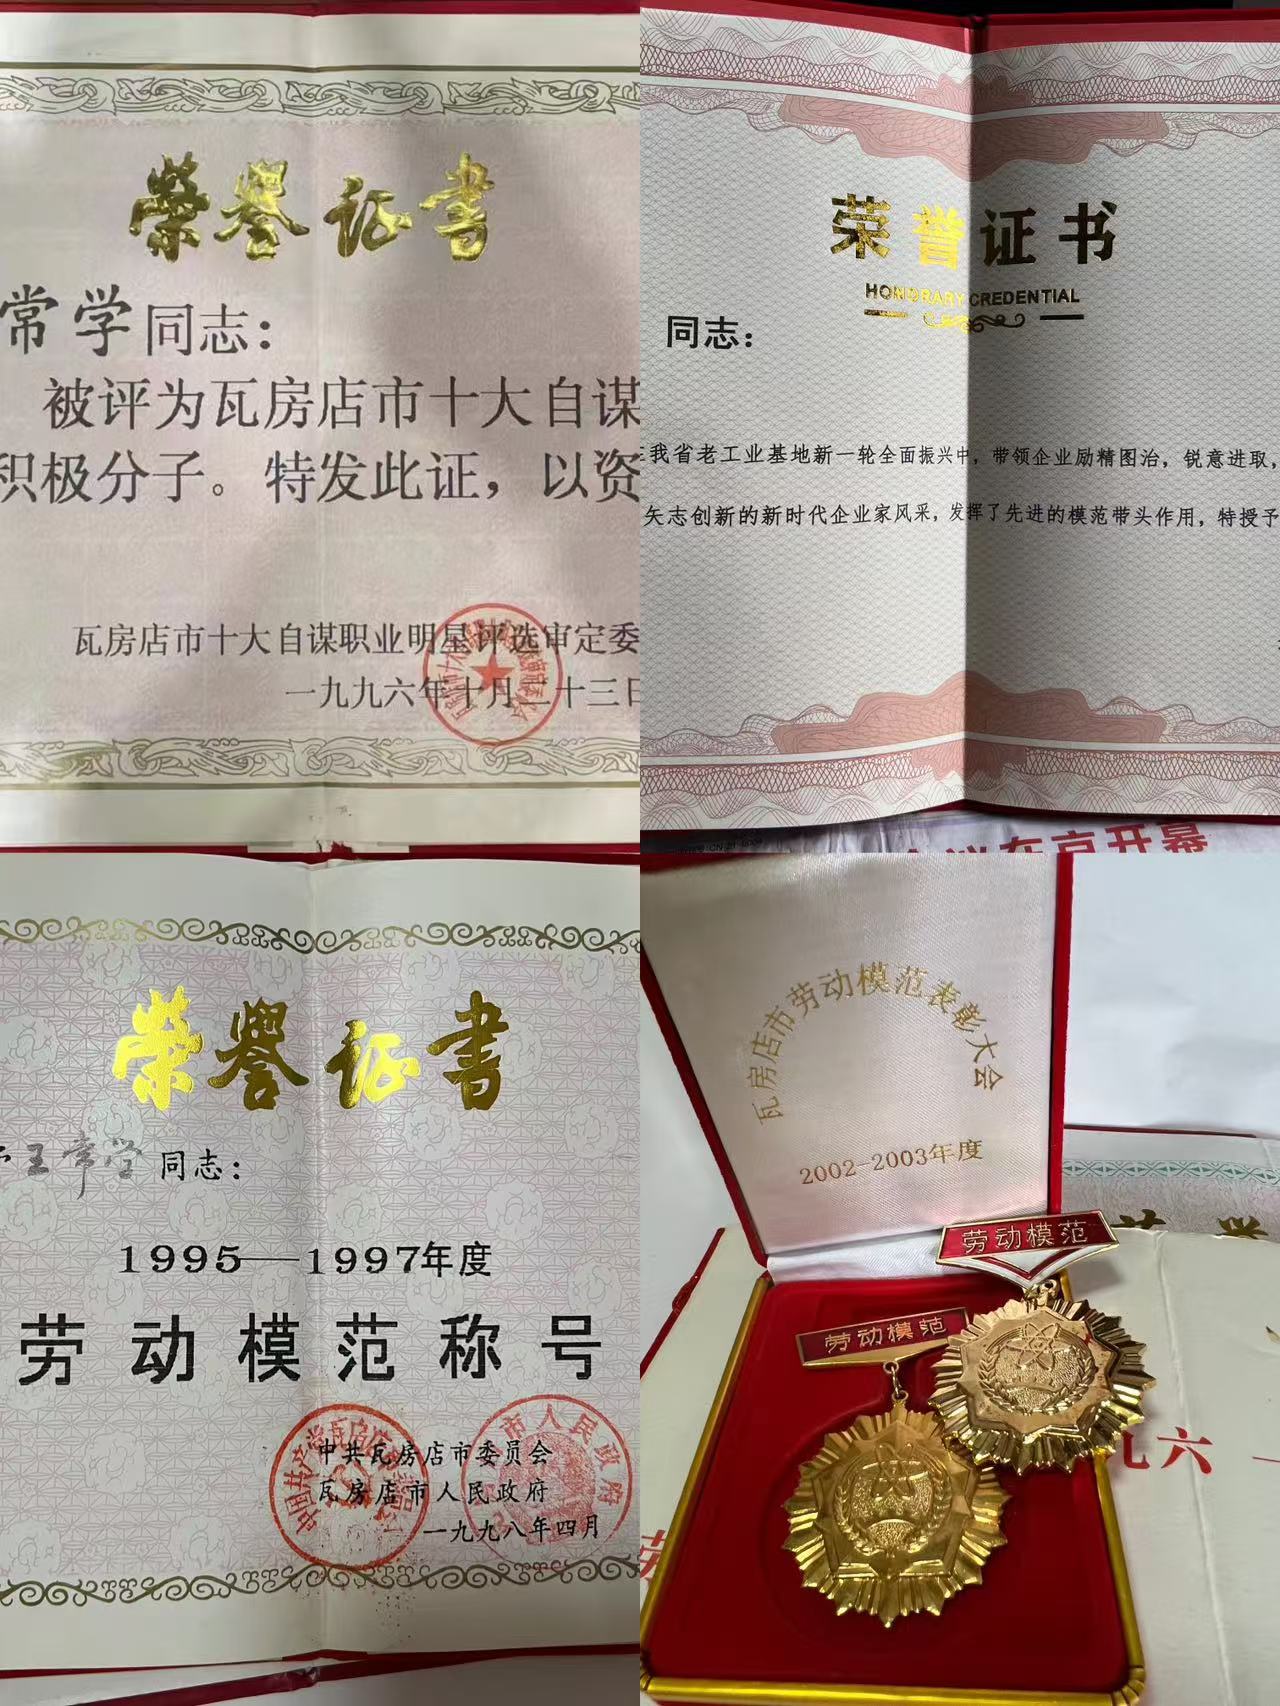 榮譽证書
常学同志：
被评为瓦房店市十大自谋
积极分子。特发此证，以资
瓦房店市十大自谋职业明星评选审定委
一九九六年十月二十三日
荣誉证书
HONORARY CREDENTIAL
同志：
我省老工业基地新一轮全面振兴中，带领企业励精图治，锐意进取，
矢志创新的新时代企业家风采，发挥了先进的模范带头作用，特授予
京开幕
榮譽证書
王常学同志：
1995—1997年度
劳动模范称号
中共瓦房店市委员会
瓦房店市人民政府
一九九八年四月
瓦房店市劳动模范表彰大会
2002-2003年度
劳动模范
劳动模范
九六